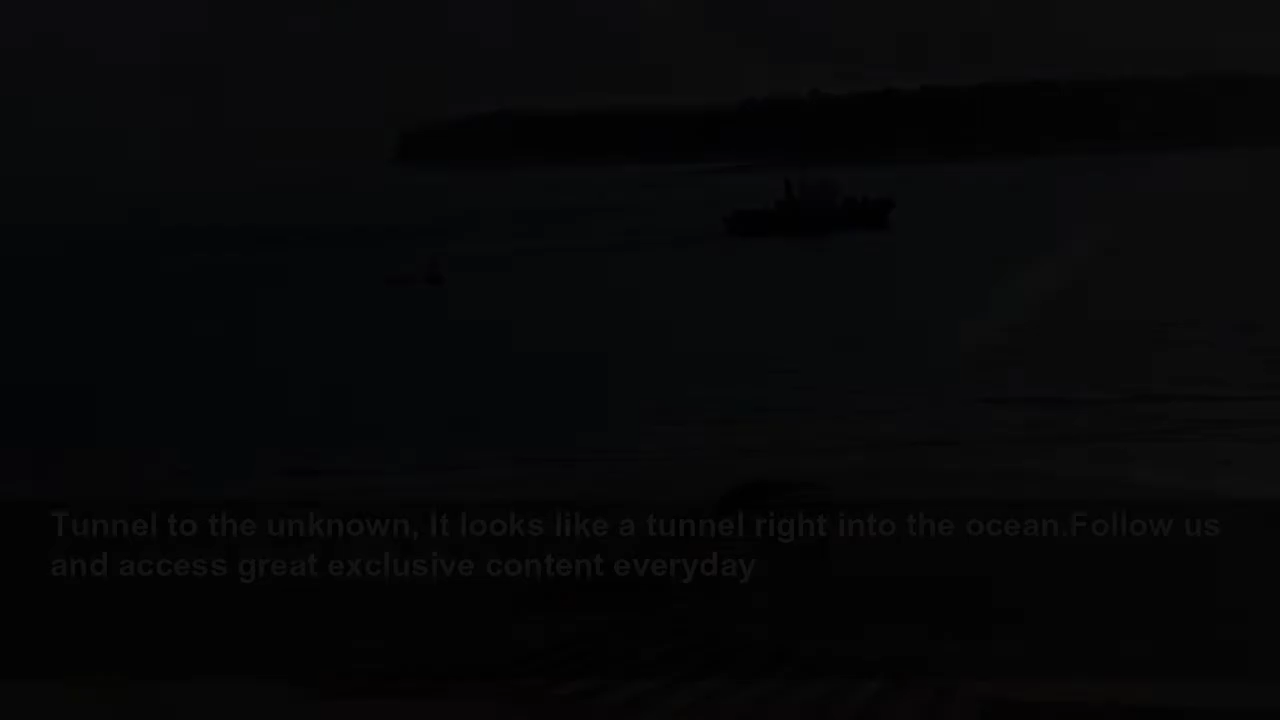 Tunnel to the unknown, It looks like a tunnel right into the ocean.Follow us
and access great exclusive content everyday